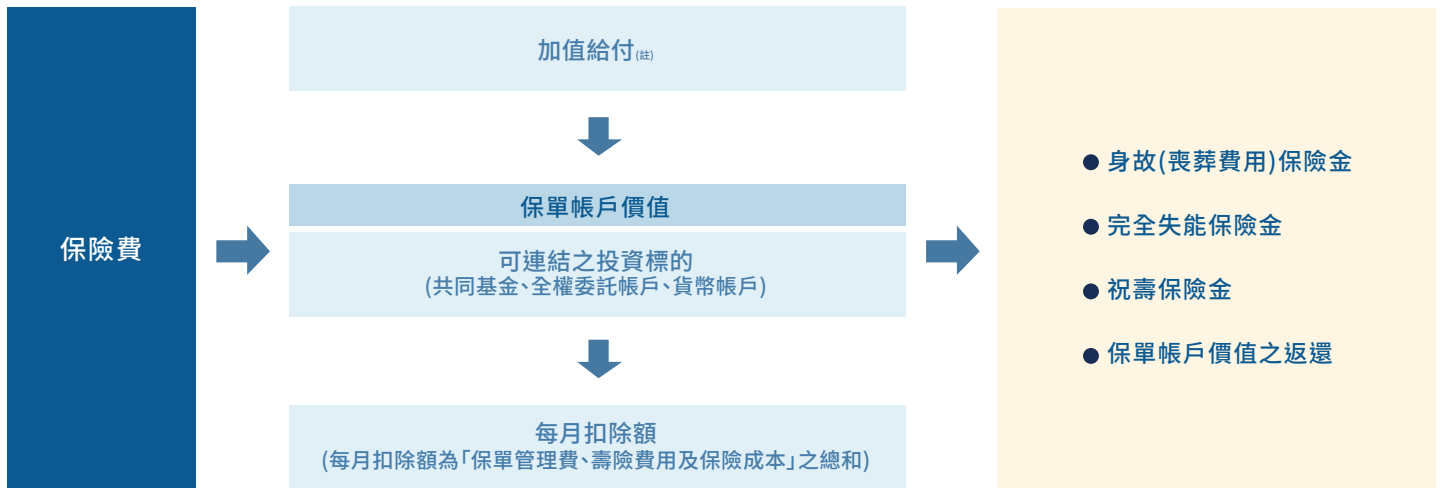 保險費
加值給付(註)
保單帳戶價值
可連結之投資標的
(共同基金、全權委託帳戶、貨幣帳戶)
每月扣除額
(每月扣除額為「保單管理費、壽險費用及保險成本」之總和)
● 身故(喪葬費用)保險金
● 完全失能保險金
● 祝壽保險金
● 保單帳戶價值之返還